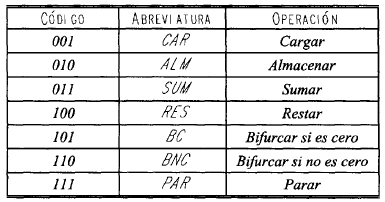 CÓDIGO ABREVIATURA OPERACIÓN
001 CAR Cargar
010 ALM Almacenar
011 SUM Sumar
100 RES Restar
101 BC Bifurcar si es cero
110 BNC Bifurcar si no es cero
111 PAR Parar